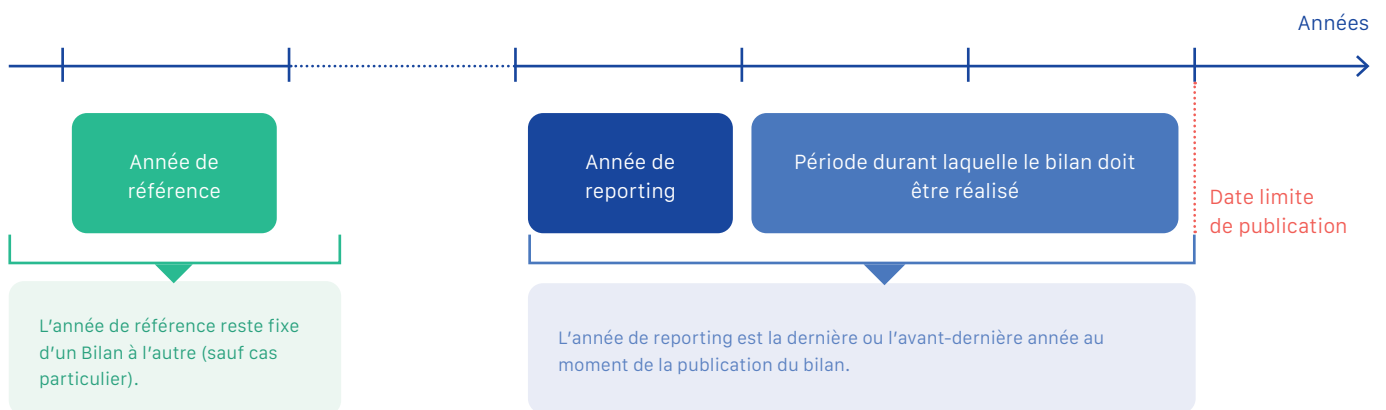 Années
Année de
référence
Année de
reporting
Période durant laquelle le bilan doit
être réalisé
Date limite
de publication
L’année de référence reste fixe
d’un Bilan à l’autre (sauf cas
particulier).
L’année de reporting est la dernière ou l’avant-dernière année au
moment de la publication du bilan.